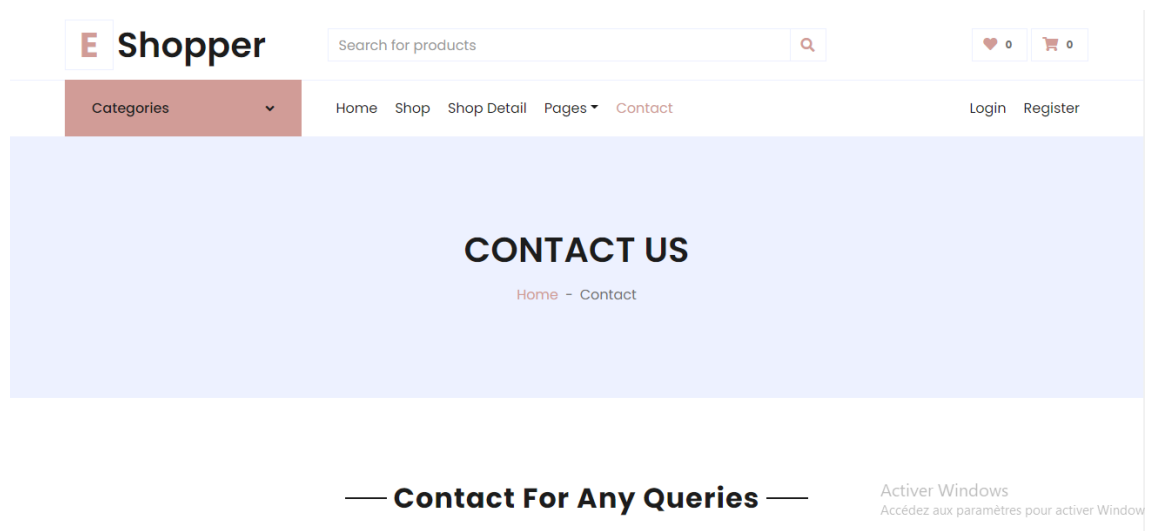 E Shopper
Search for products
0 0
Categories
Home Shop Shop Detail Pages Contact
Login Register
CONTACT US
Home - Contact
Contact For Any Queries
Activer Windows
Accédez aux paramètres pour activer Window